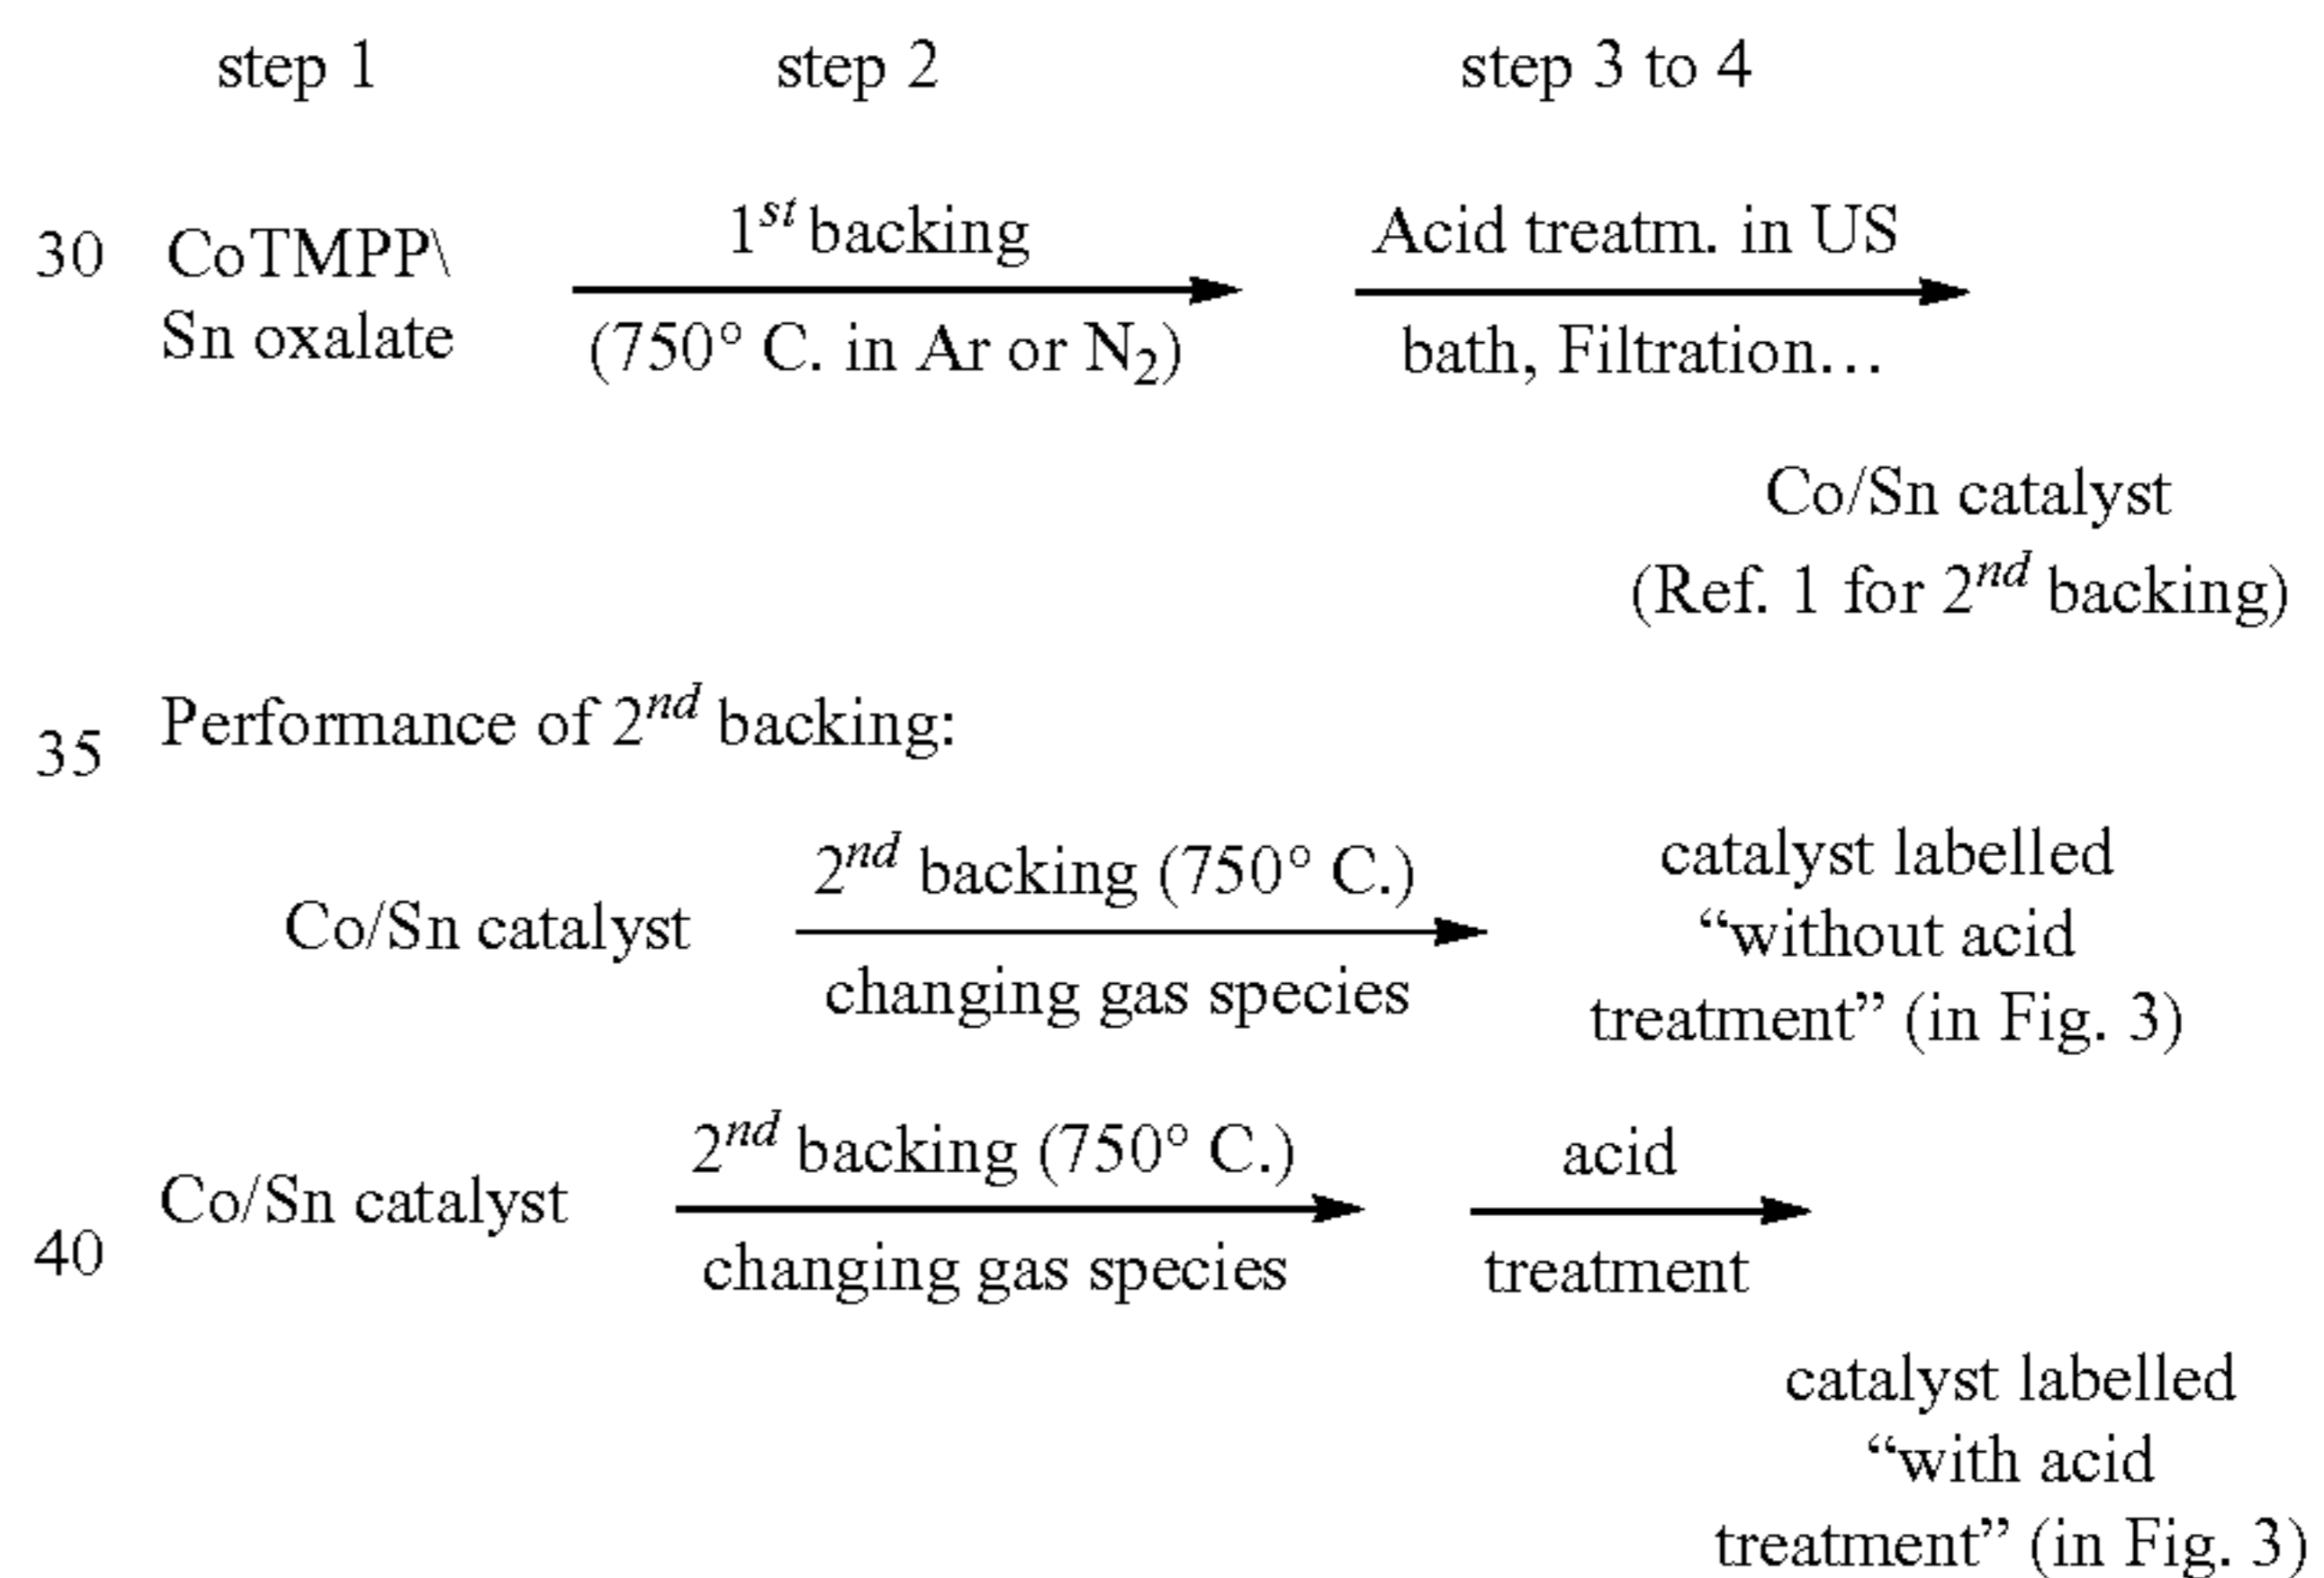 step 1 step 2 step 3 to 4
30 CoTMPP\ 1st backing Acid treatm. in US
Sn oxalate (750° C. in Ar or N2) bath, Filtration…
Co/Sn catalyst
(Ref. 1 for 2nd backing)
35 Performance of 2nd backing:
Co/Sn catalyst 2nd backing (750° C.) catalyst labelled
changing gas species “without acid
treatment” (in Fig. 3)
40 Co/Sn catalyst 2nd backing (750° C.) acid
changing gas species treatment
catalyst labelled
“with acid
treatment” (in Fig. 3)